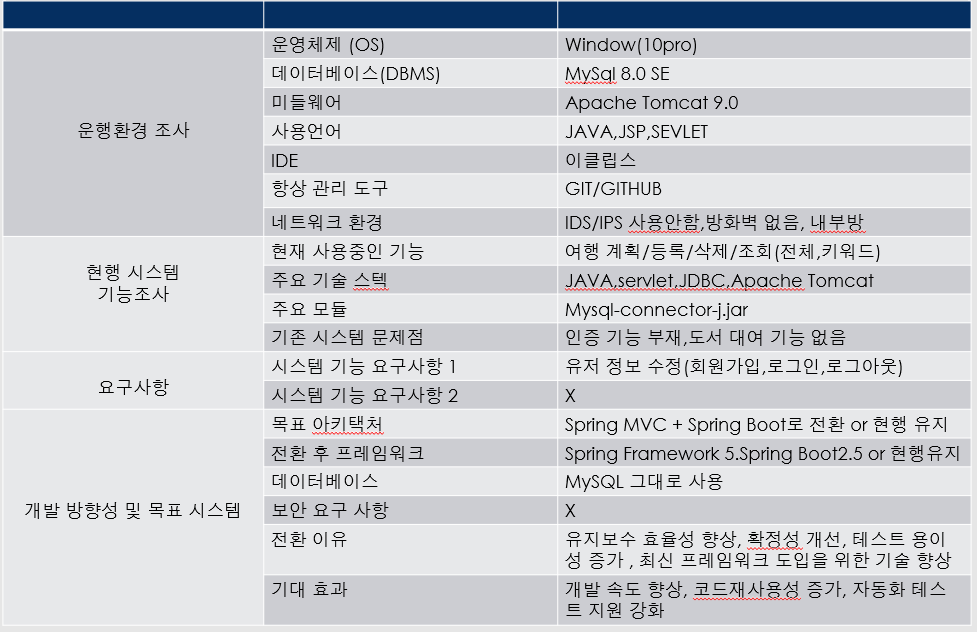 운행환경 조사
운영체제 (OS)
Window(10pro)
데이터베이스(DBMS)
MySql 8.0 SE
미들웨어
Apache Tomcat 9.0
사용언어
JAVA,JSP,SEVLET
IDE
이클립스
항상 관리 도구
GIT/GITHUB
네트워크 환경
IDS/IPS 사용안함,방화벽 없음, 내부방
현행 시스템
기능조사
현재 사용중인 기능
여행 계획/등록/삭제/조회(전체,키워드)
주요 기술 스텍
JAVA,servlet,JDBC,Apache Tomcat
주요 모듈
Mysql-connector-j.jar
기존 시스템 문제점
인증 기능 부재,도서 대여 기능 없음
요구사항
시스템 기능 요구사항 1
유저 정보 수정(회원가입,로그인,로그아웃)
시스템 기능 요구사항 2
X
개발 방향성 및 목표 시스템
목표 아키택처
Spring MVC + Spring Boot로 전환 or 현행 유지
전환 후 프레임워크
Spring Framework 5.Spring Boot2.5 or 현행유지
데이터베이스
MySQL 그대로 사용
보안 요구 사항
X
전환 이유
유지보수 효율성 향상, 확정성 개선, 테스트 용이
성 증가 , 최신 프레임워크 도입을 위한 기술 향상
기대 효과
개발 속도 향상, 코드재사용성 증가, 자동화 테스
트 지원 강화